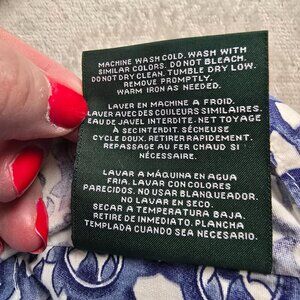 MACHINE WASH COLD. WASH WITH
SIMILAR COLORS. DO NOT BLEACH.
DO NOT DRY CLEAN. TUMBLE DRY LOW.
REMOVE PROMPTLY.
WARM IRON AS NEEDED.
LAVER EN MACHINE A FROID.
LAVER AVEC DES COULEURS SIMILAIRES.
EAU DE JAVEL INTERDITE. NET TOYAGE
À SEC INTERDIT. SÉCHEUSE
CYCLE DOUX. RETIRER RAPIDEMENT.
REPASSAGE AU FER CHAUD SI
NÉCESSAIRE.
LAVAR A MÁQUINA EN AGUA
FRIA. LAVAR CON COLORES
PARECIDOS. NO USAR BLANQUEADOR.
NO LAVAR EN SECO.
SECAR A TEMPERATURA BAJA.
RETIRE DE INMEDIATO. PLANCHA
TEMPLADA CUANDO SEA NECESARIO.